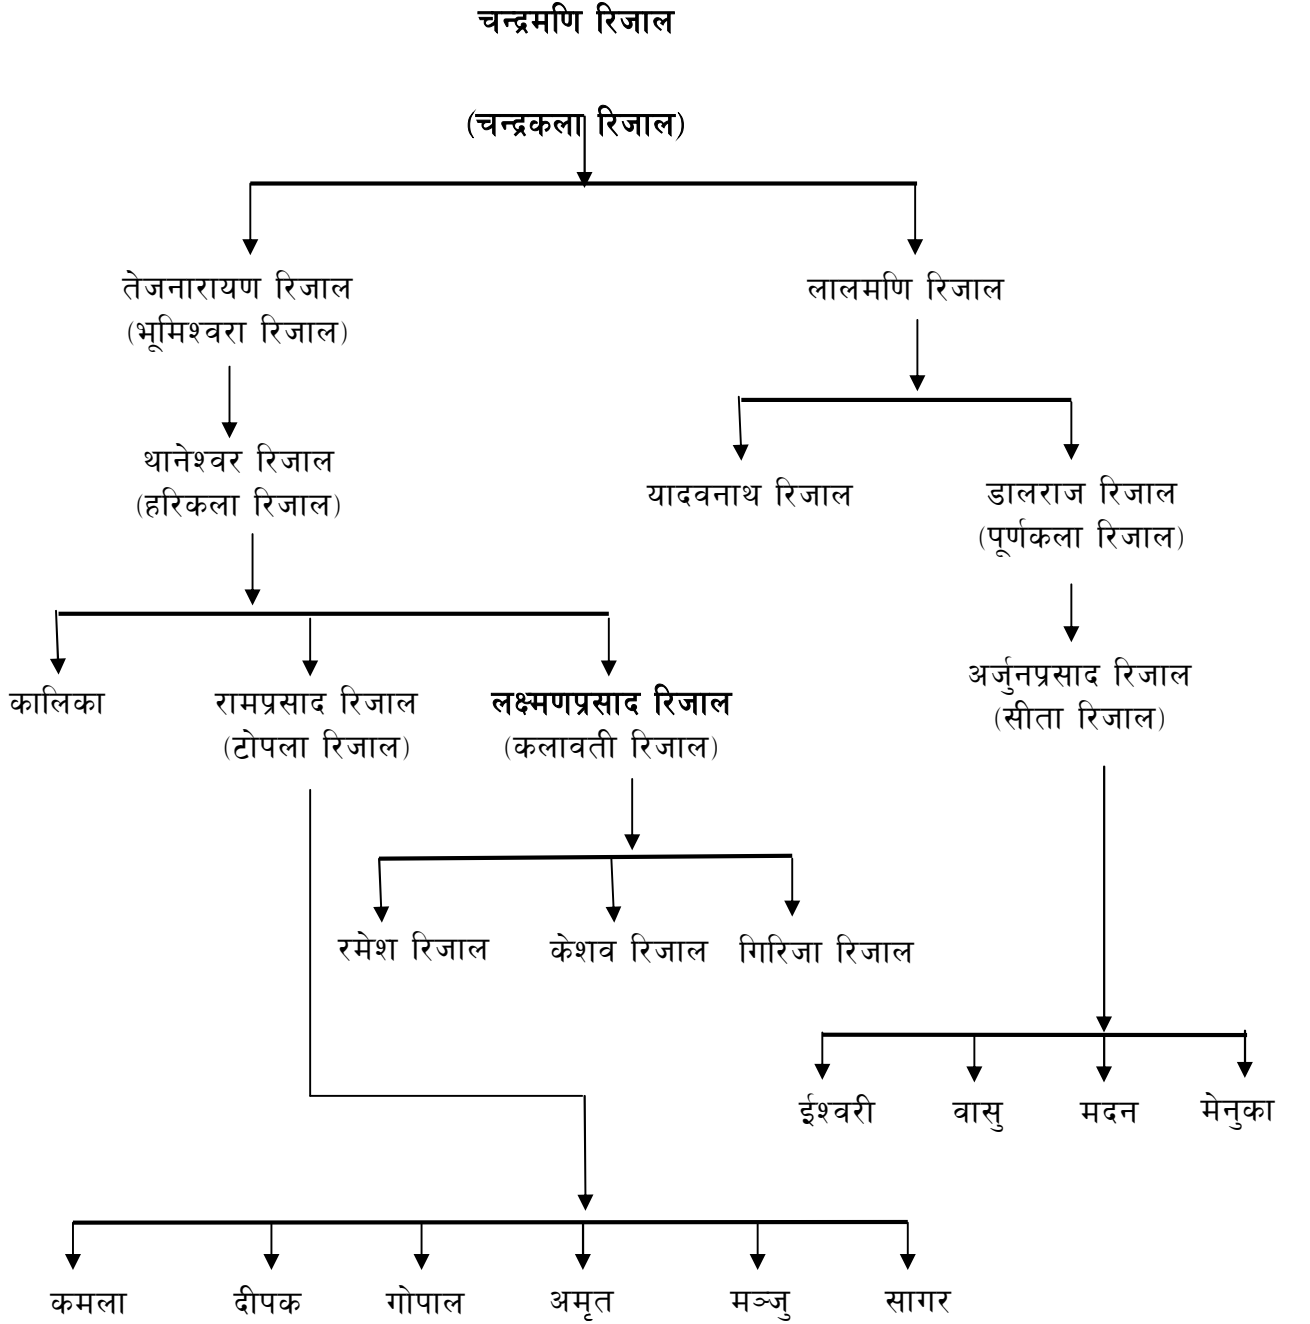 चन्द्रमणि रिजाल
(चन्द्रकला रिजाल)
तेजनारायण रिजाल
(भूमिश्वरा रिजाल)
लालमणि रिजाल
थानेश्वर रिजाल
(हरिकला रिजाल)
यादवनाथ रिजाल
डालराज रिजाल
(पूर्णकला रिजाल)
कालिका
रामप्रसाद रिजाल
(टोपला रिजाल)
लक्ष्मणप्रसाद रिजाल
(कलावती रिजाल)
अर्जुनप्रसाद रिजाल
(सीता रिजाल)
रमेश रिजाल
केशव रिजाल
गिरिजा रिजाल
ईश्वरी
वासु
मदन
मेनुका
कमला
दीपक
गोपाल
अमृत
मञ्जु
सागर